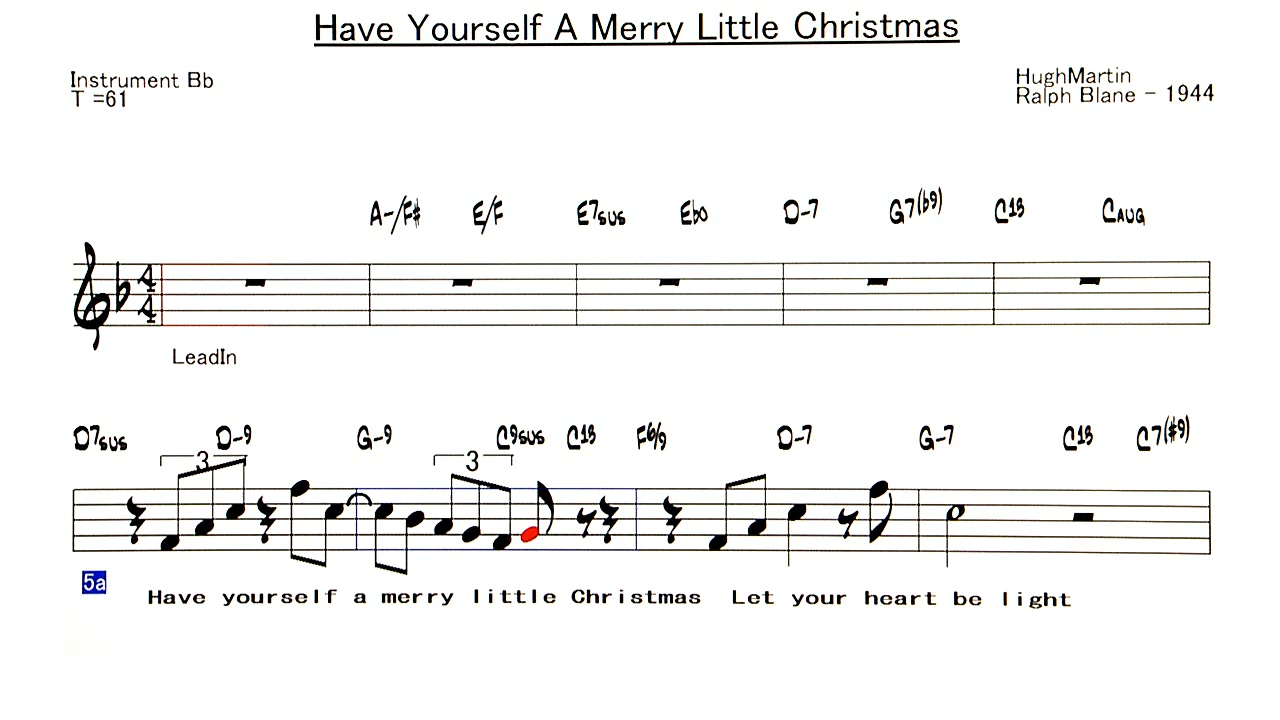 Have Yourself A Merry Little Christmas
Instrument Bb
T =61
HughMartin
Ralph Blane - 1944
A-/F# E/F E7sus Ebo D-7 G7(b9) C13 CAUG
4
4
LeadIn
D7sus D-9 G-9 C9sus C13 F6/9 D-7 G-7 C13 C7(#9)
3 3
5a
Have yourself a merry little Christmas Let your heart be light